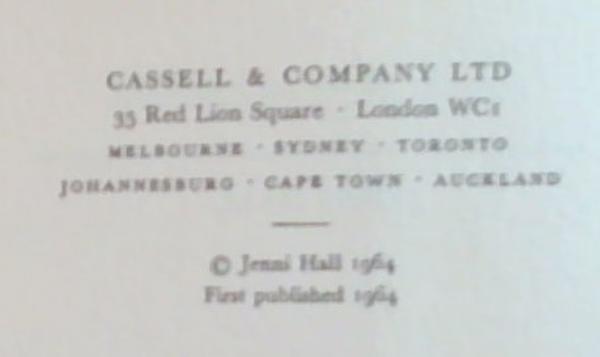 CASSELL & COMPANY LTD
35 Red Lion Square · London WC1
MELBOURNE · SYDNEY · TORONTO
JOHANNESBURG · CAPE TOWN · AUCKLAND
© Jenni Hall 1964
First published 1964